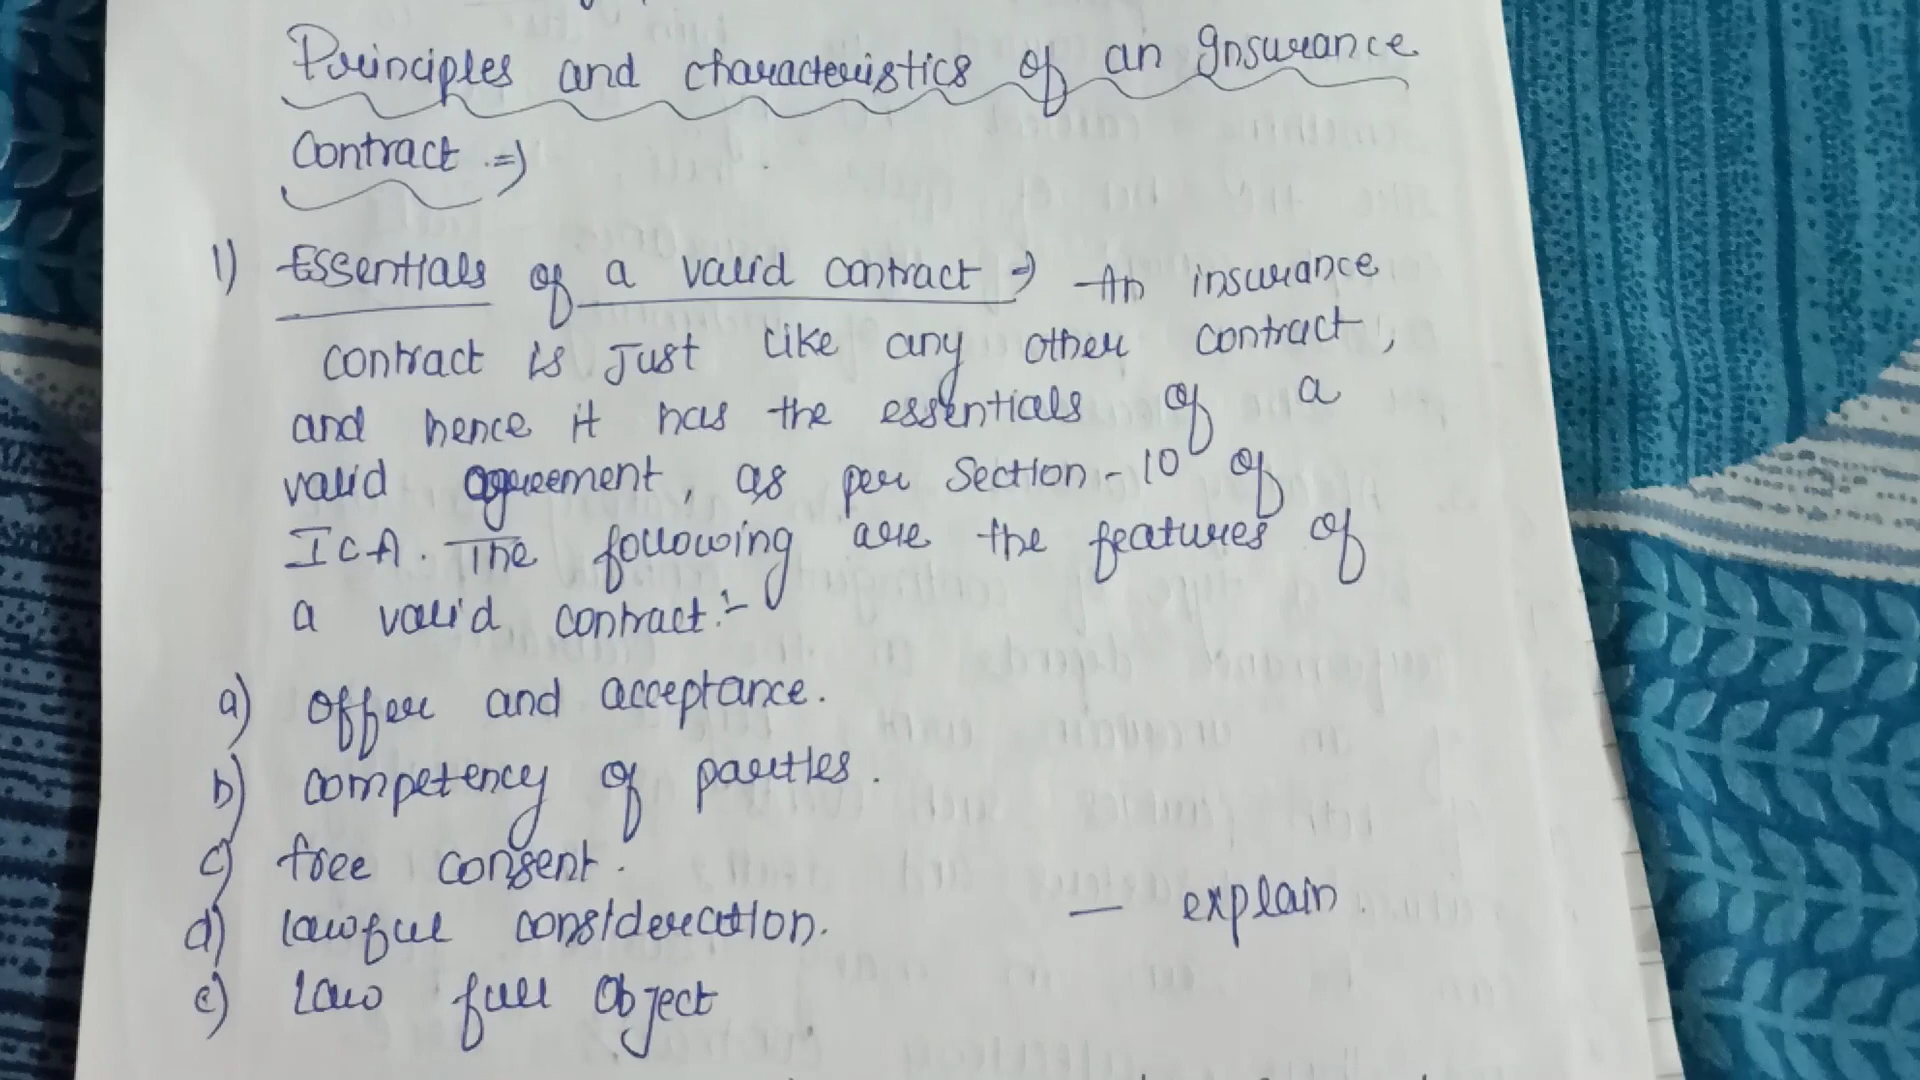 Principles and characteristics of an Insurance
Contract :⇒
1) Essentials of a valid contract ⇒ An insurance
contract is Just like any other contract,
and hence it has the essentials of a
valid agreement, as per Section - 10 of
ICA. The following are the features of
a valid contract:-
a) Offer and acceptance.
b) competency of parties.
c) free consent.
d) lawful consideration.
— explain.
e) Law full Object